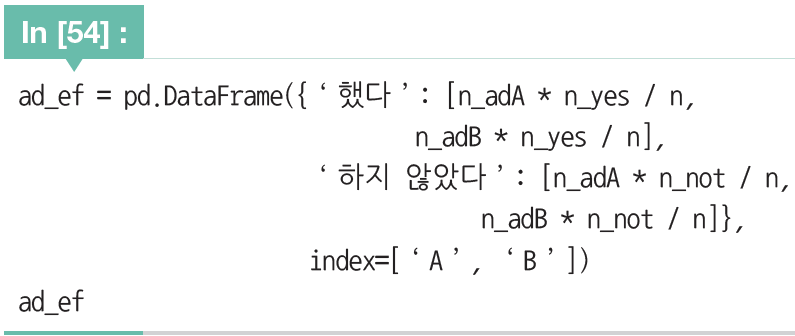 In [54] :
ad_ef = pd.DataFrame({ ‘ 했다 ’ : [n_adA * n_yes / n,
n_adB * n_yes / n],
‘ 하지 않았다 ’ : [n_adA * n_not / n,
n_adB * n_not / n]},
index=[ ‘ A ’ , ‘ B ’ ])
ad_ef